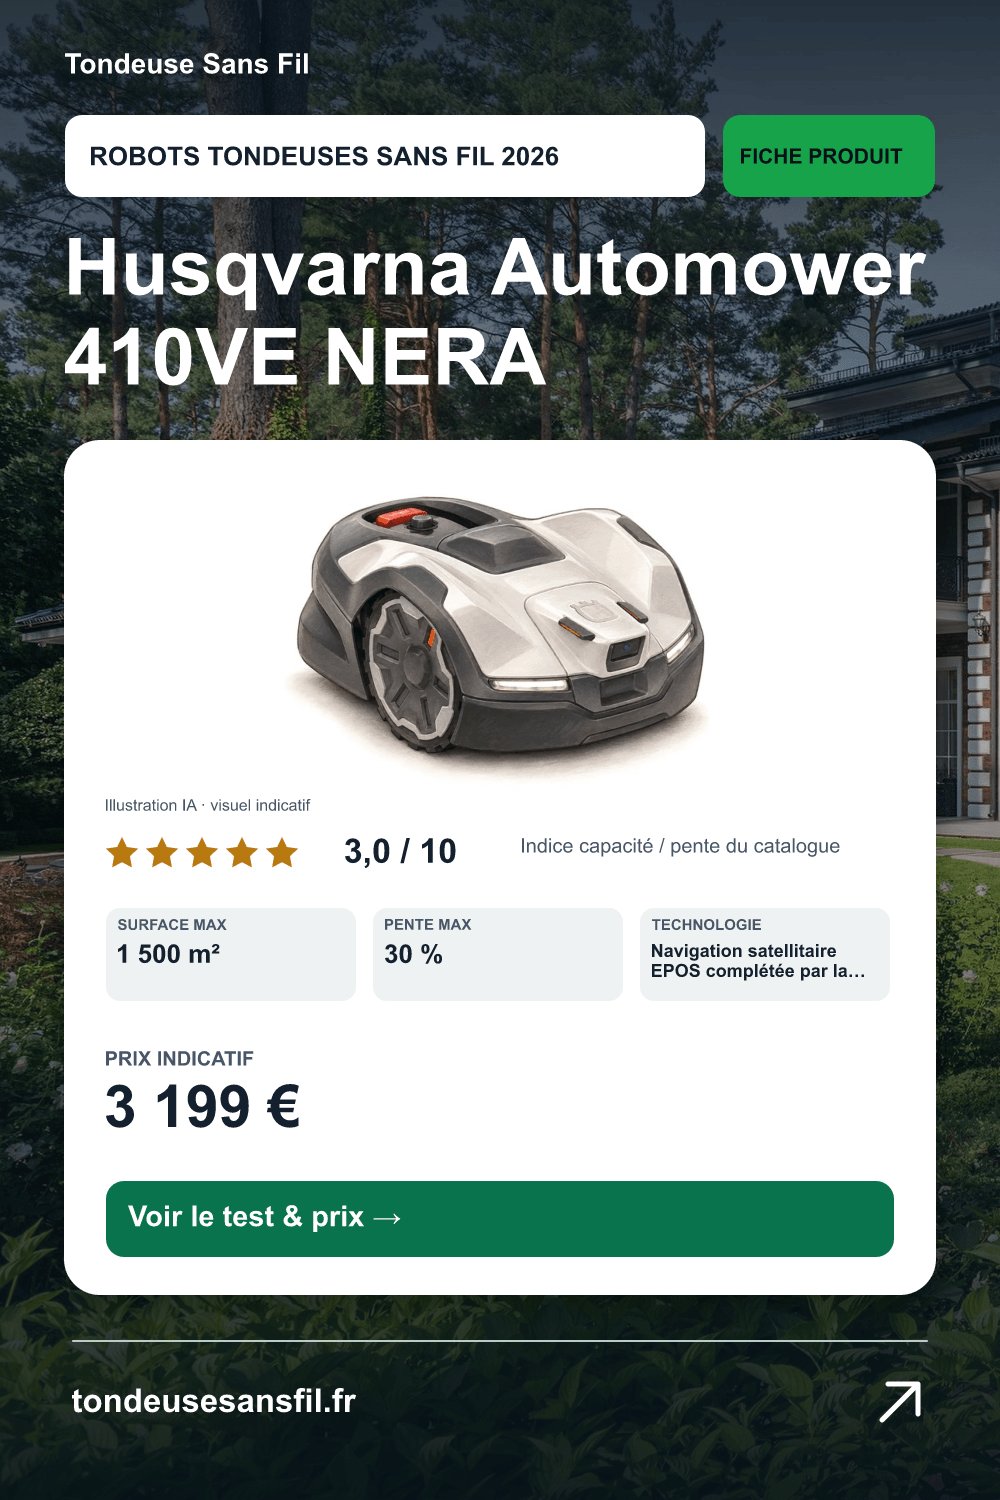 Tondeuse Sans Fil
ROBOTS TONDEUSES SANS FIL 2026
FICHE PRODUIT
Husqvarna Automower
410VE NERA
Illustration IA · visuel indicatif
3,0 / 10
Indice capacité / pente du catalogue
SURFACE MAX
1 500 m²
PENTE MAX
30 %
TECHNOLOGIE
Navigation satellitaire
EPOS complétée par la…
PRIX INDICATIF
3 199 €
Voir le test & prix →
tondeusesansfil.fr